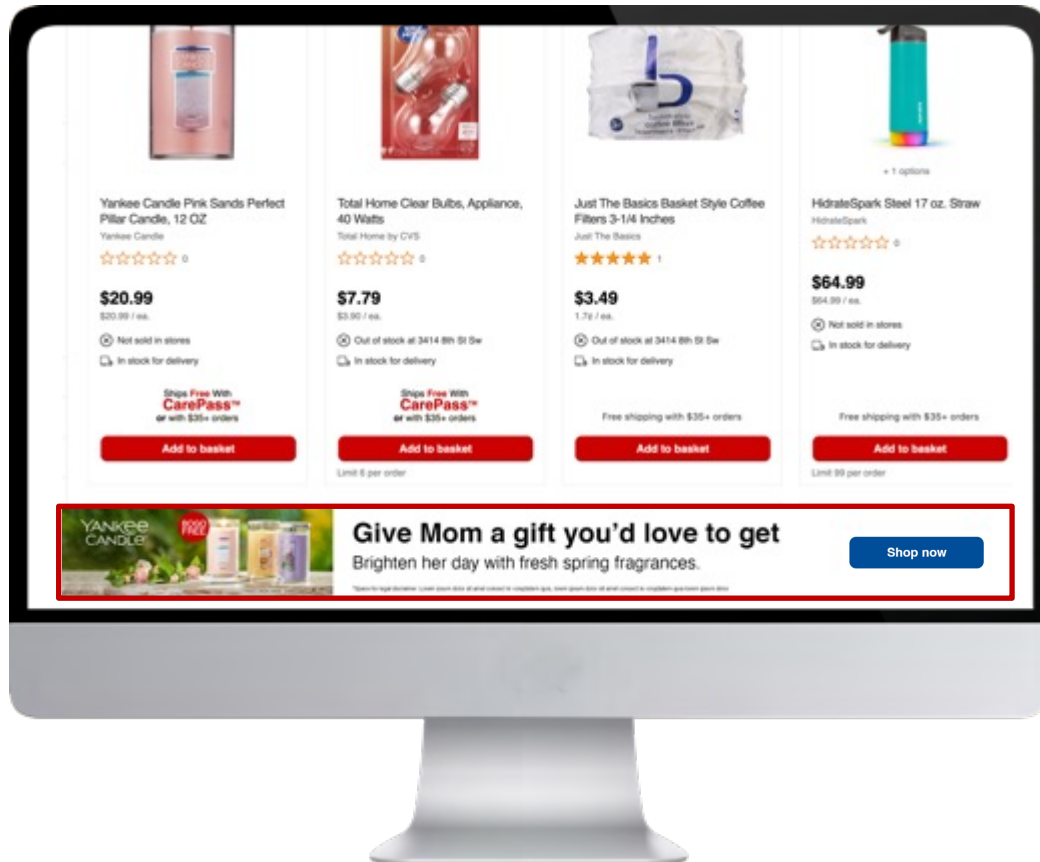 + 1 options
Yankee Candle Pink Sands Perfect Pillar Candle, 12 OZ
Yankee Candle
0
$20.99
$20.99 / ea.
Not sold in stores
In stock for delivery
Ships Free With
CarePass™
or with $35+ orders
Add to basket
Total Home Clear Bulbs, Appliance, 40 Watts
Total Home by CVS
0
$7.79
$3.90 / ea.
Out of stock at 3414 8th St Sw
In stock for delivery
Ships Free With
CarePass™
or with $35+ orders
Add to basket
Limit 6 per order
Just The Basics Basket Style Coffee Filters 3-1/4 Inches
Just The Basics
1
$3.49
1.7¢ / ea.
Out of stock at 3414 8th St Sw
In stock for delivery
Free shipping with $35+ orders
Add to basket
HidrateSpark Steel 17 oz. Straw
HidrateSpark
0
$64.99
$64.99 / ea.
Not sold in stores
In stock for delivery
Free shipping with $35+ orders
Add to basket
Limit 99 per order
YANKEE
CANDLE
BOGO
FREE
Give Mom a gift you'd love to get
Brighten her day with fresh spring fragrances.
Shop now